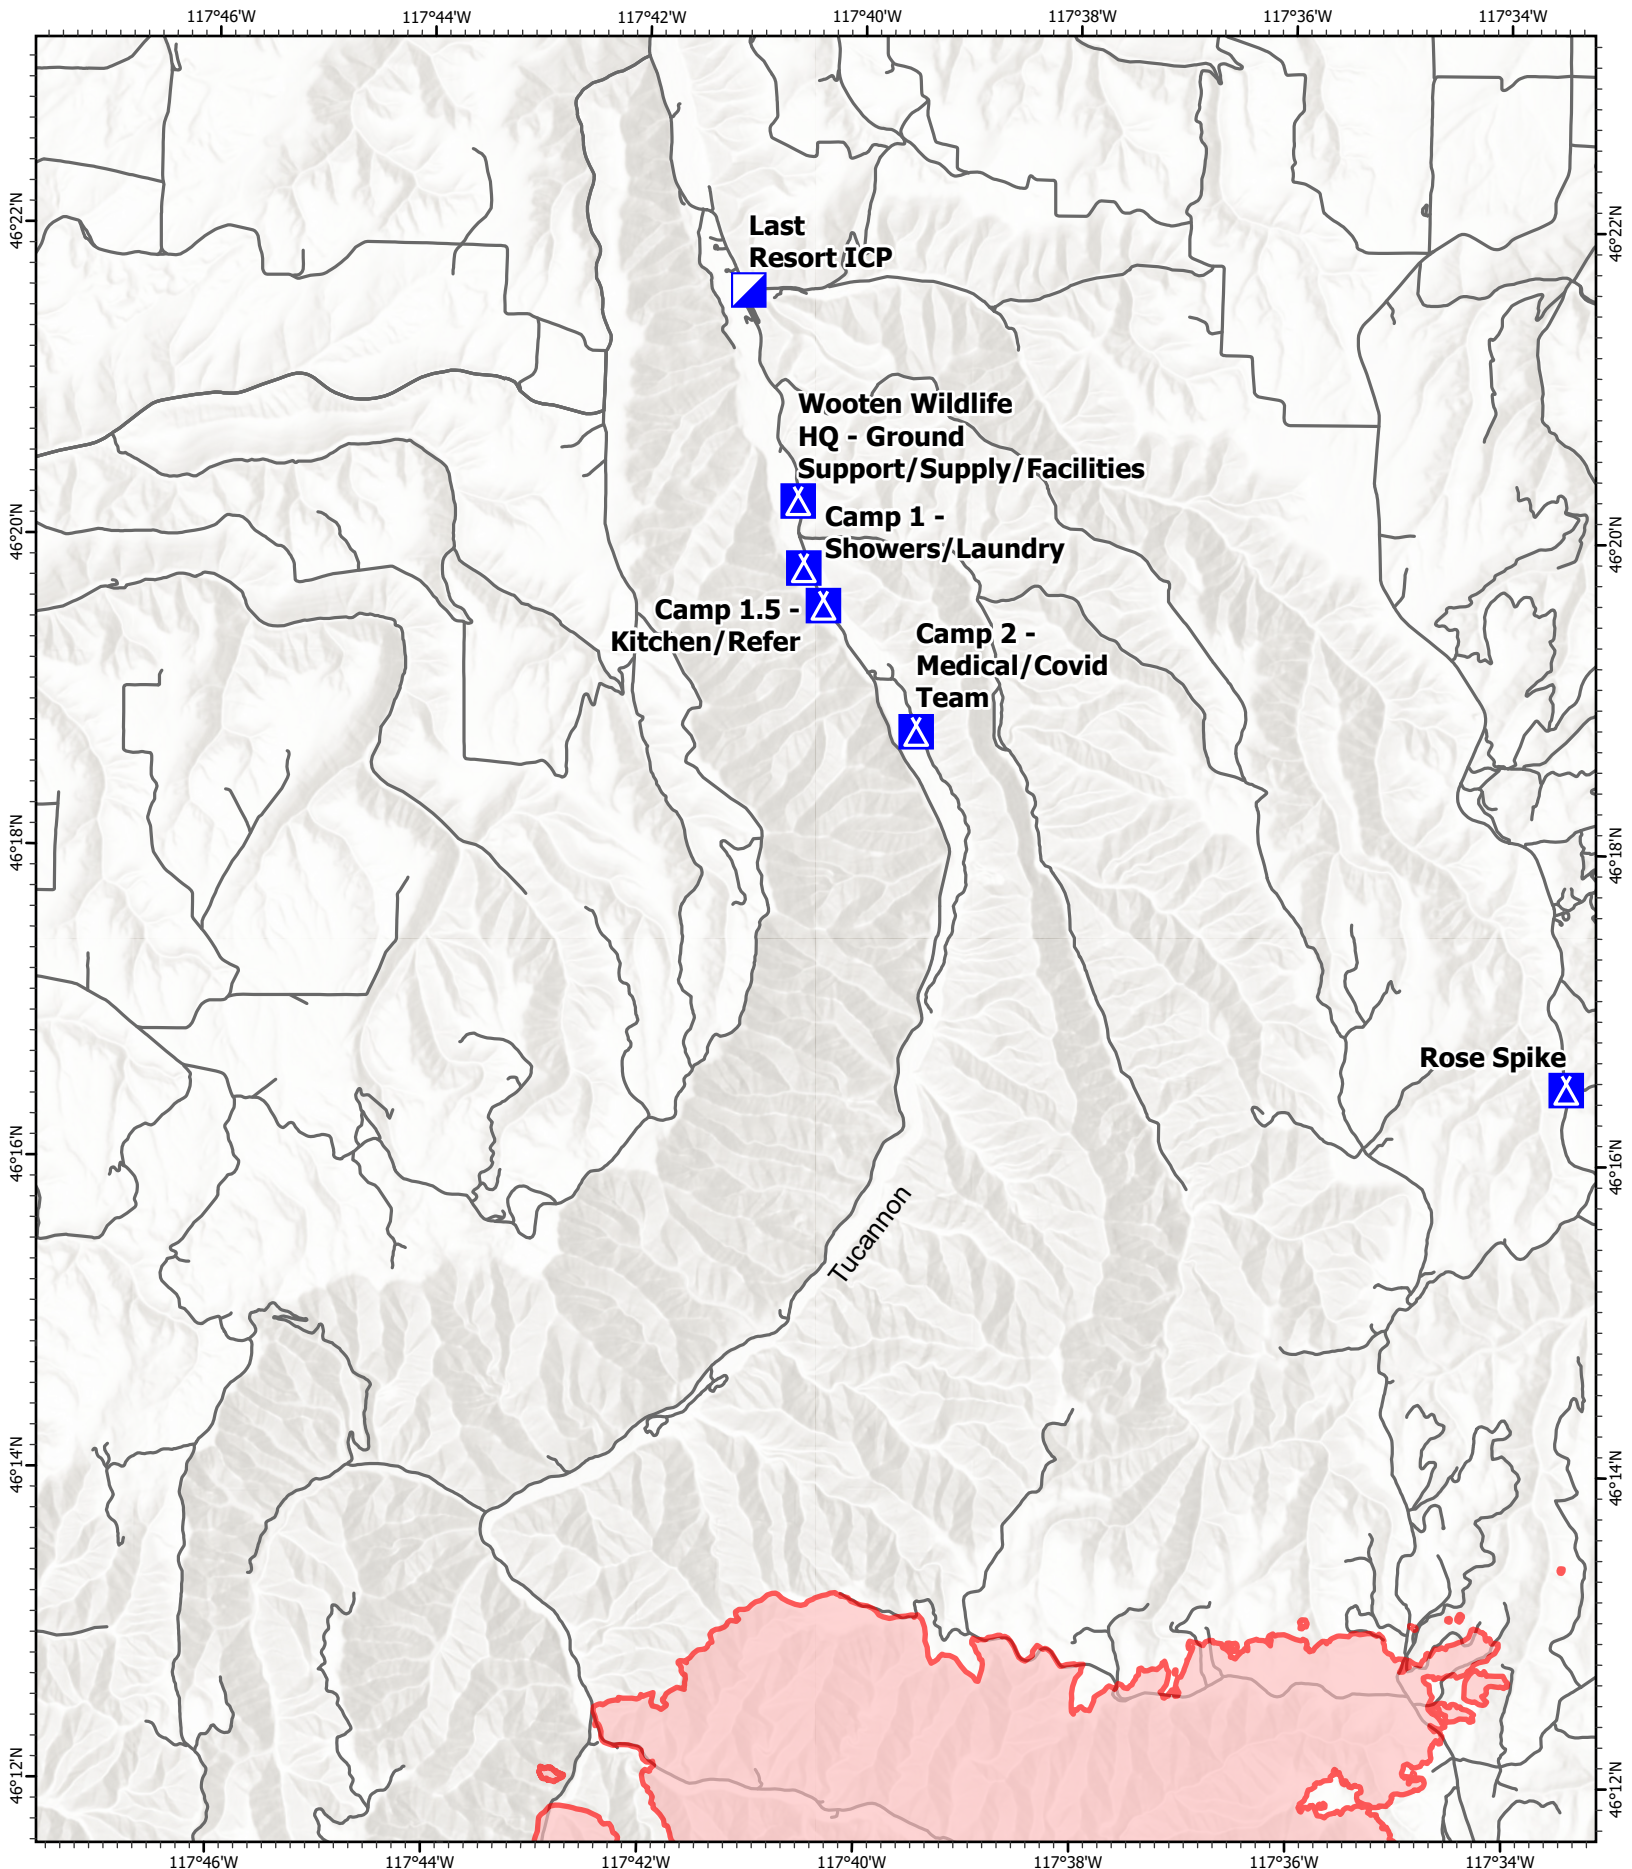 117°46'W 117°44'W 117°42'W 117°40'W 117°38'W 117°36'W 117°34'W
46°22'N
46°22'N
Last
Resort ICP
Wooten Wildlife
HQ - Ground
Support/Supply/Facilities
46°20'N
46°20'N
Camp 1 -
Showers/Laundry
Camp 1.5 -
Kitchen/Refer
Camp 2 -
Medical/Covid
Team
46°18'N
46°18'N
Rose Spike
46°16'N
46°16'N
Tucannon
46°14'N
46°14'N
46°12'N
46°12'N
117°46'W 117°44'W 117°42'W 117°40'W 117°38'W 117°36'W 117°34'W